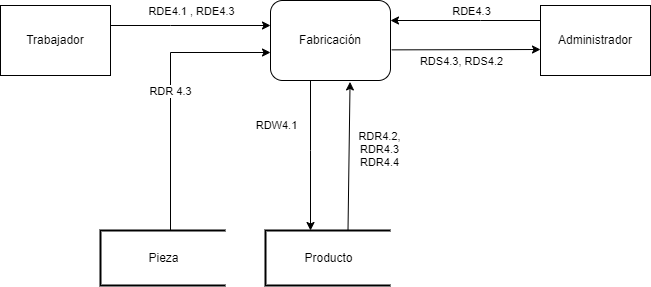 RDE4.1 , RDE4.3
RDE4.3
Trabajador
Fabricación
Administrador
RDS4.3, RDS4.2
RDR 4.3
RDW4.1
RDR4.2,
RDR4.3
RDR4.4
Pieza
Producto